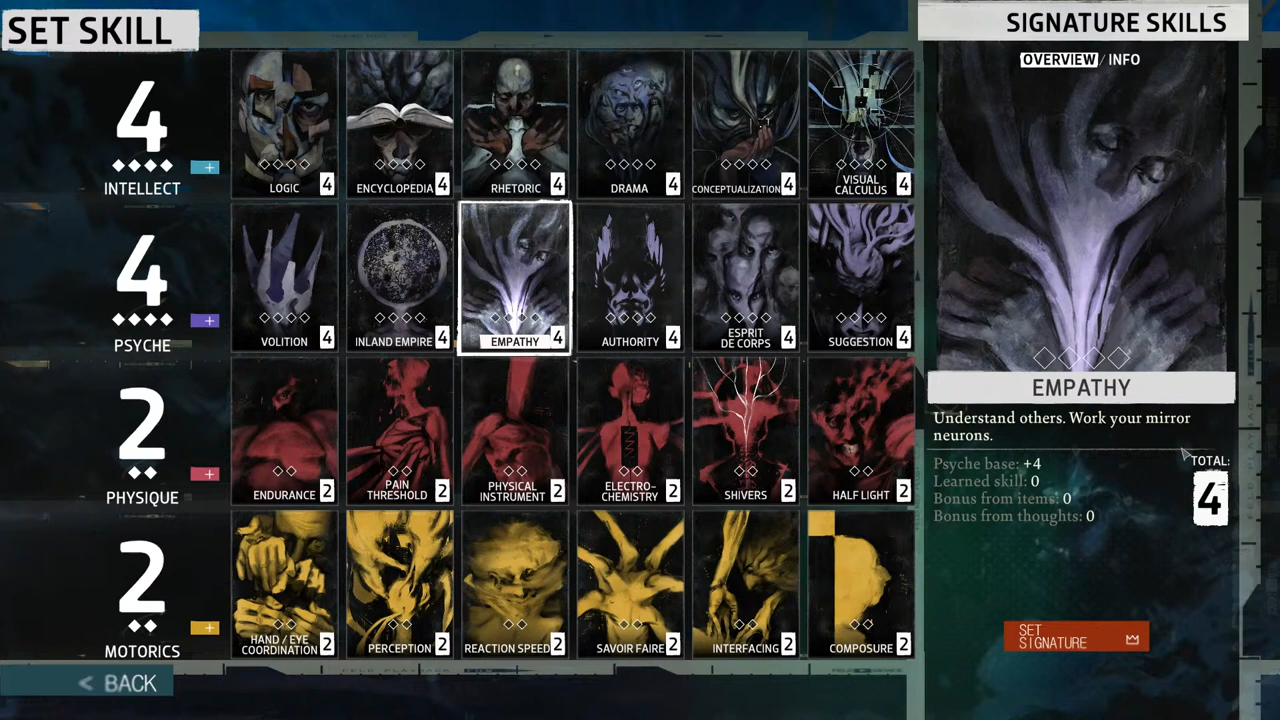 SET SKILL
4
INTELLECT
+
LOGIC 4
ENCYCLOPEDIA 4
RHETORIC 4
DRAMA 4
CONCEPTUALIZATION 4
VISUAL
CALCULUS 4
4
PSYCHE
+
VOLITION 4
INLAND EMPIRE 4
EMPATHY 4
AUTHORITY 4
ESPRIT
DE CORPS 4
SUGGESTION 4
2
PHYSIQUE
+
ENDURANCE 2
PAIN
THRESHOLD 2
PHYSICAL
INSTRUMENT 2
ELECTRO-
CHEMISTRY 2
SHIVERS 2
HALF LIGHT 2
2
MOTORICS
+
HAND / EYE
COORDINATION 2
PERCEPTION 2
REACTION SPEED 2
SAVOIR FAIRE 2
INTERFACING 2
COMPOSURE 2
< BACK
SIGNATURE SKILLS
OVERVIEW / INFO
EMPATHY
Understand others. Work your mirror
neurons.
Psyche base: +4
Learned skill: 0
Bonus from items: 0
Bonus from thoughts: 0
TOTAL:
4
SET
SIGNATURE